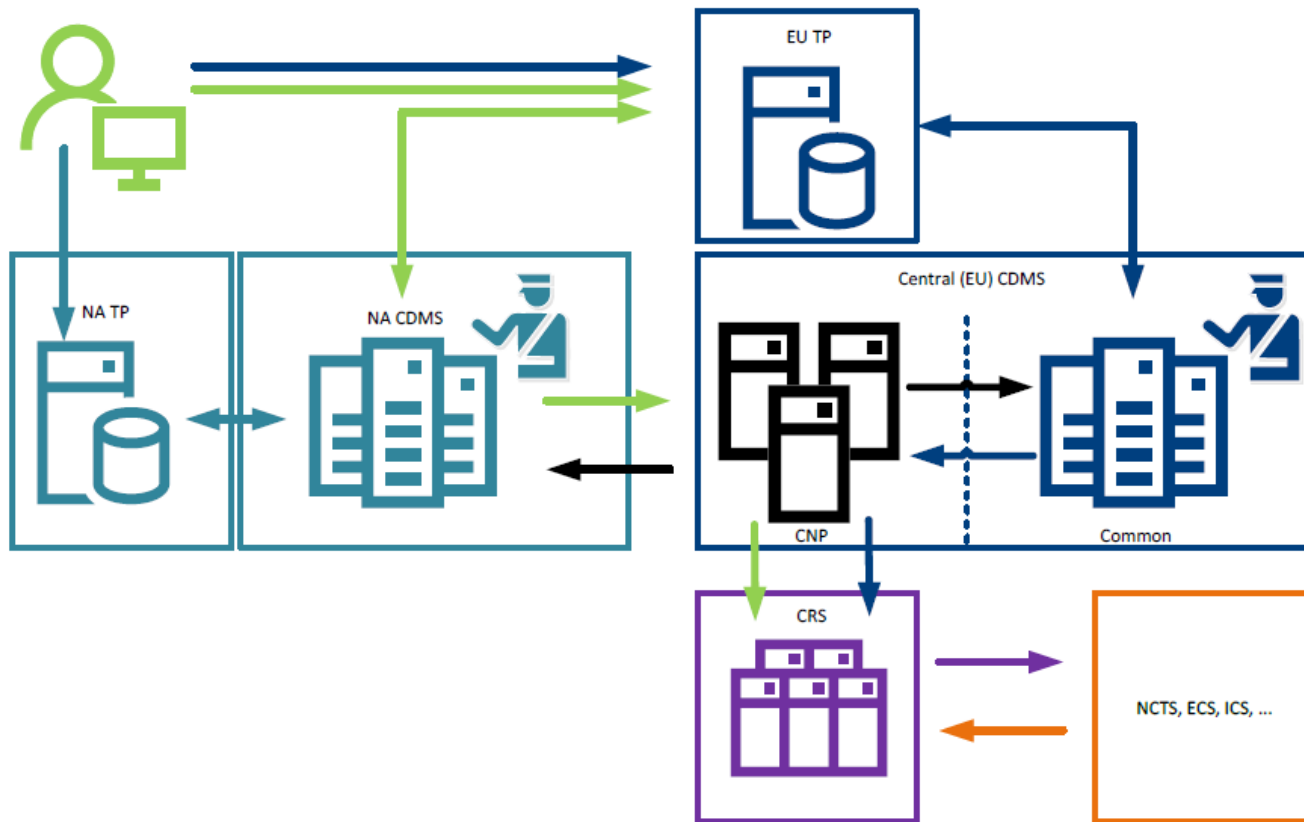 EU TP
NA TP
NA CDMS
Central (EU) CDMS
CNP
Common
CRS
NCTS, ECS, ICS, ...